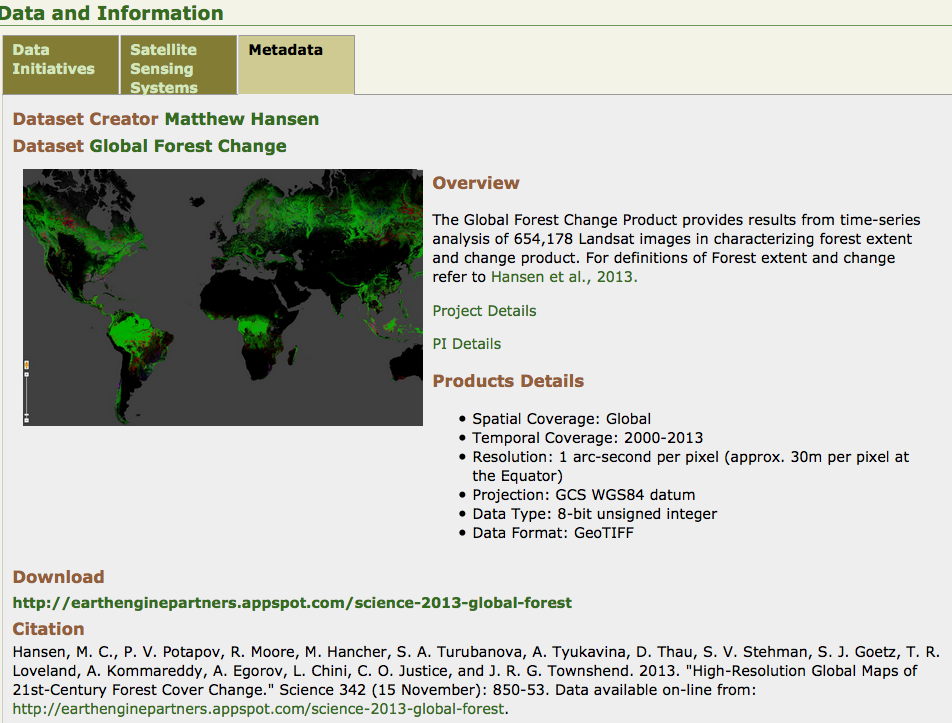 Data and Information
Data
Initiatives
Satellite
Sensing
Systems
Metadata
Dataset Creator Matthew Hansen
Dataset Global Forest Change
Overview
The Global Forest Change Product provides results from time-series
analysis of 654,178 Landsat images in characterizing forest extent
and change product. For definitions of Forest extent and change
refer to Hansen et al., 2013.
Project Details
PI Details
Products Details
• Spatial Coverage: Global
• Temporal Coverage: 2000-2013
• Resolution: 1 arc-second per pixel (approx. 30m per pixel at
the Equator)
• Projection: GCS WGS84 datum
• Data Type: 8-bit unsigned integer
• Data Format: GeoTIFF
Download
http://earthenginepartners.appspot.com/science-2013-global-forest
Citation
Hansen, M. C., P. V. Potapov, R. Moore, M. Hancher, S. A. Turubanova, A. Tyukavina, D. Thau, S. V. Stehman, S. J. Goetz, T. R.
Loveland, A. Kommareddy, A. Egorov, L. Chini, C. O. Justice, and J. R. G. Townshend. 2013. "High-Resolution Global Maps of
21st-Century Forest Cover Change." Science 342 (15 November): 850-53. Data available on-line from:
http://earthenginepartners.appspot.com/science-2013-global-forest.